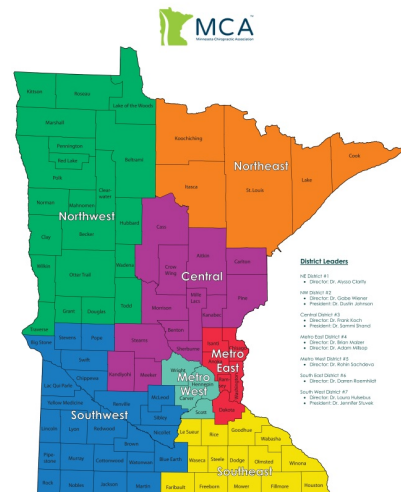 MCA
Minnesota Chiropractic Association
Kittson
Roseau
Lake of the Woods
Marshall
Koochiching
Pennington
Red Lake
Beltrami
Northeast
Cook
Polk
Clear-
water
Itasca
St. Louis
Lake
Norman
Mahnomen
Northwest
Hubbard
Cass
Clay
Becker
Aitkin
Carlton
Crow
Wing
Central
Wilkin
Otter Tail
Wadena
Mille
Lacs
Pine
Todd
Morrison
Kanabec
Grant
Douglas
Traverse
Benton
Big Stone
Stevens
Pope
Stearns
Sherburne
Metro
East
Swift
Wright
Kandiyohi
Meeker
Hennepin
Metro
West
Chippewa
Lac Qui Parle
McLeod
Carver
Scott
Dakota
Renville
Yellow Medicine
Southwest
Sibley
Lincoln
Lyon
Redwood
Le Sueur
Rice
Goodhue
Wabasha
Brown
Pipe-
stone
Murray
Cottonwood
Watonwan
Blue Earth
Waseca
Steele
Dodge
Olmsted
Winona
Southeast
Rock
Nobles
Jackson
Martin
Faribault
Freeborn
Mower
Fillmore
Houston
District Leaders
NE District #1
• Director: Dr. Alyssa Clarity
NW District #2
• Director: Dr. Gabe Wiener
• President: Dr. Dustin Johnson
Central District #3
• Director: Dr. Frank Koch
• President: Dr. Sammi Strand
Metro East District #4
• Director: Dr. Brian Malzer
• Director: Dr. Adam Millsop
Metro West District #5
• Director: Dr. Rahin Sachdeva
South East District #6
• Director: Dr. Darren Rosenthal
South West District #7
• Director: Dr. Laura Hukelsus
• President: Dr. Jennifer Slusek